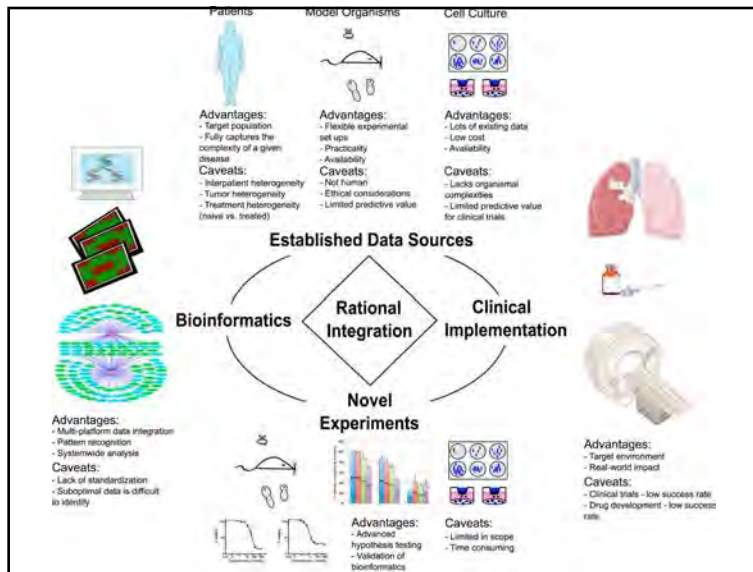 Patients
Model Organisms
Cell Culture
Advantages:
- Target population
- Fully captures the
complexity of a given
disease
Caveats:
- Interpatient heterogeneity
- Tumor heterogeneity
- Treatment heterogeneity
(naive vs. treated)
Advantages:
- Flexible experimental
set ups
- Practicality
- Availability
Caveats:
- Not human
- Ethical considerations
- Limited predictive value
Advantages:
- Lots of existing data
- Low cost
- Availability
Caveats:
- Lacks organismal
complexities
- Limited predictive value
for clinical trials
Established Data Sources
Bioinformatics
Rational
Integration
Clinical
Implementation
Novel
Experiments
Advantages:
- Multi-platform data integration
- Pattern recognition
- Systemwide analysis
Caveats:
- Lack of standardization
- Suboptimal data is difficult
to identify
Advantages:
- Advanced
hypothesis testing
- Validation of
bioinformatics
Caveats:
- Limited in scope
- Time consuming
Advantages:
- Target environment
- Real-world impact
Caveats:
- Clinical trials - low success rate
- Drug development - low success
rate.